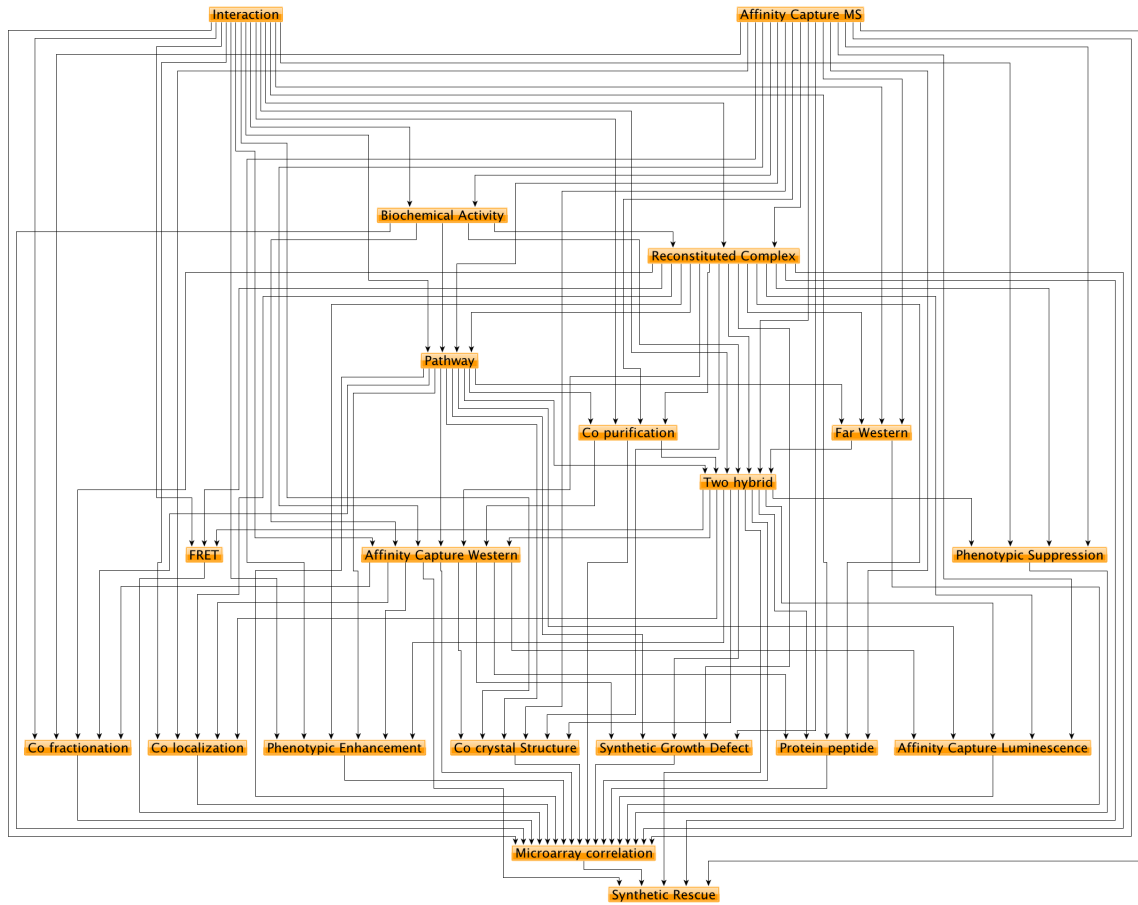 Interaction
Affinity Capture MS
Biochemical Activity
Reconstituted Complex
Pathway
Co purification
Far Western
Two hybrid
FRET
Affinity Capture Western
Phenotypic Suppression
Co fractionation
Co localization
Phenotypic Enhancement
Co crystal Structure
Synthetic Growth Defect
Protein peptide
Affinity Capture Luminescence
Microarray correlation
Synthetic Rescue